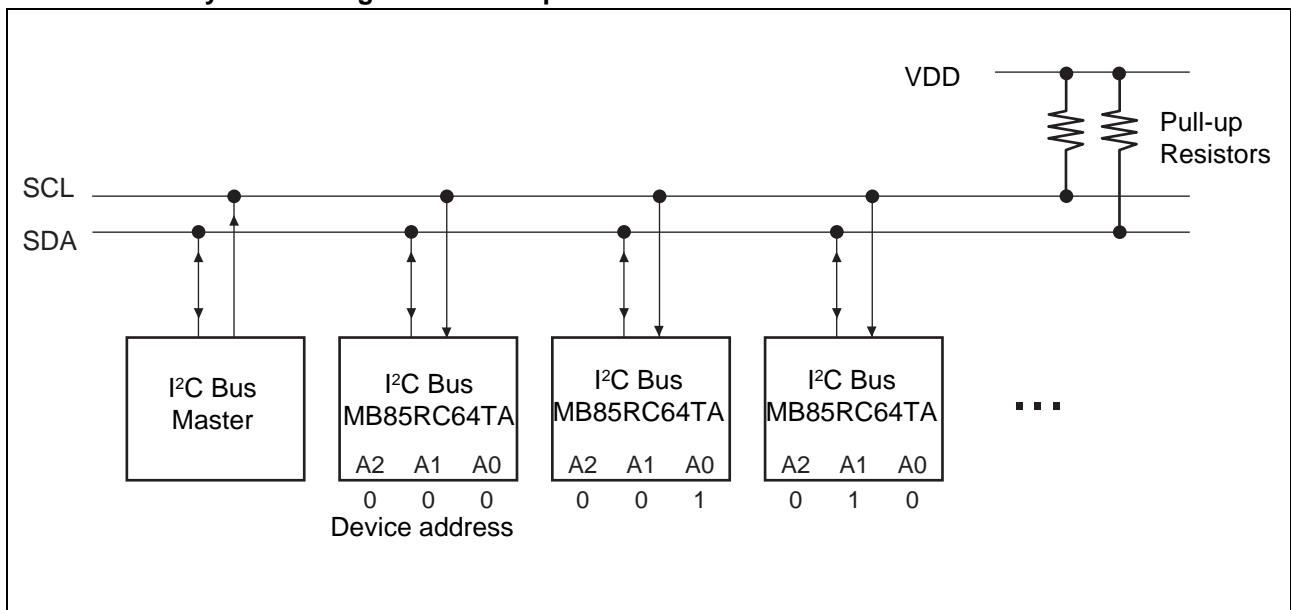 VDD
Pull-up
Resistors
SCL
SDA
I²C Bus
Master
I²C Bus
MB85RC64TA
A2 A1 A0
0 0 0
Device address
I²C Bus
MB85RC64TA
A2 A1 A0
0 0 1
I²C Bus
MB85RC64TA
A2 A1 A0
0 1 0
...